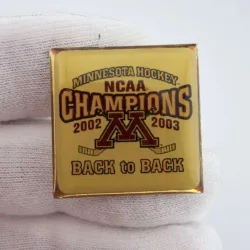 MINNESOTA HOCKEY
NCAA
CHAMPIONS
2002 M 2003
BACK to BACK